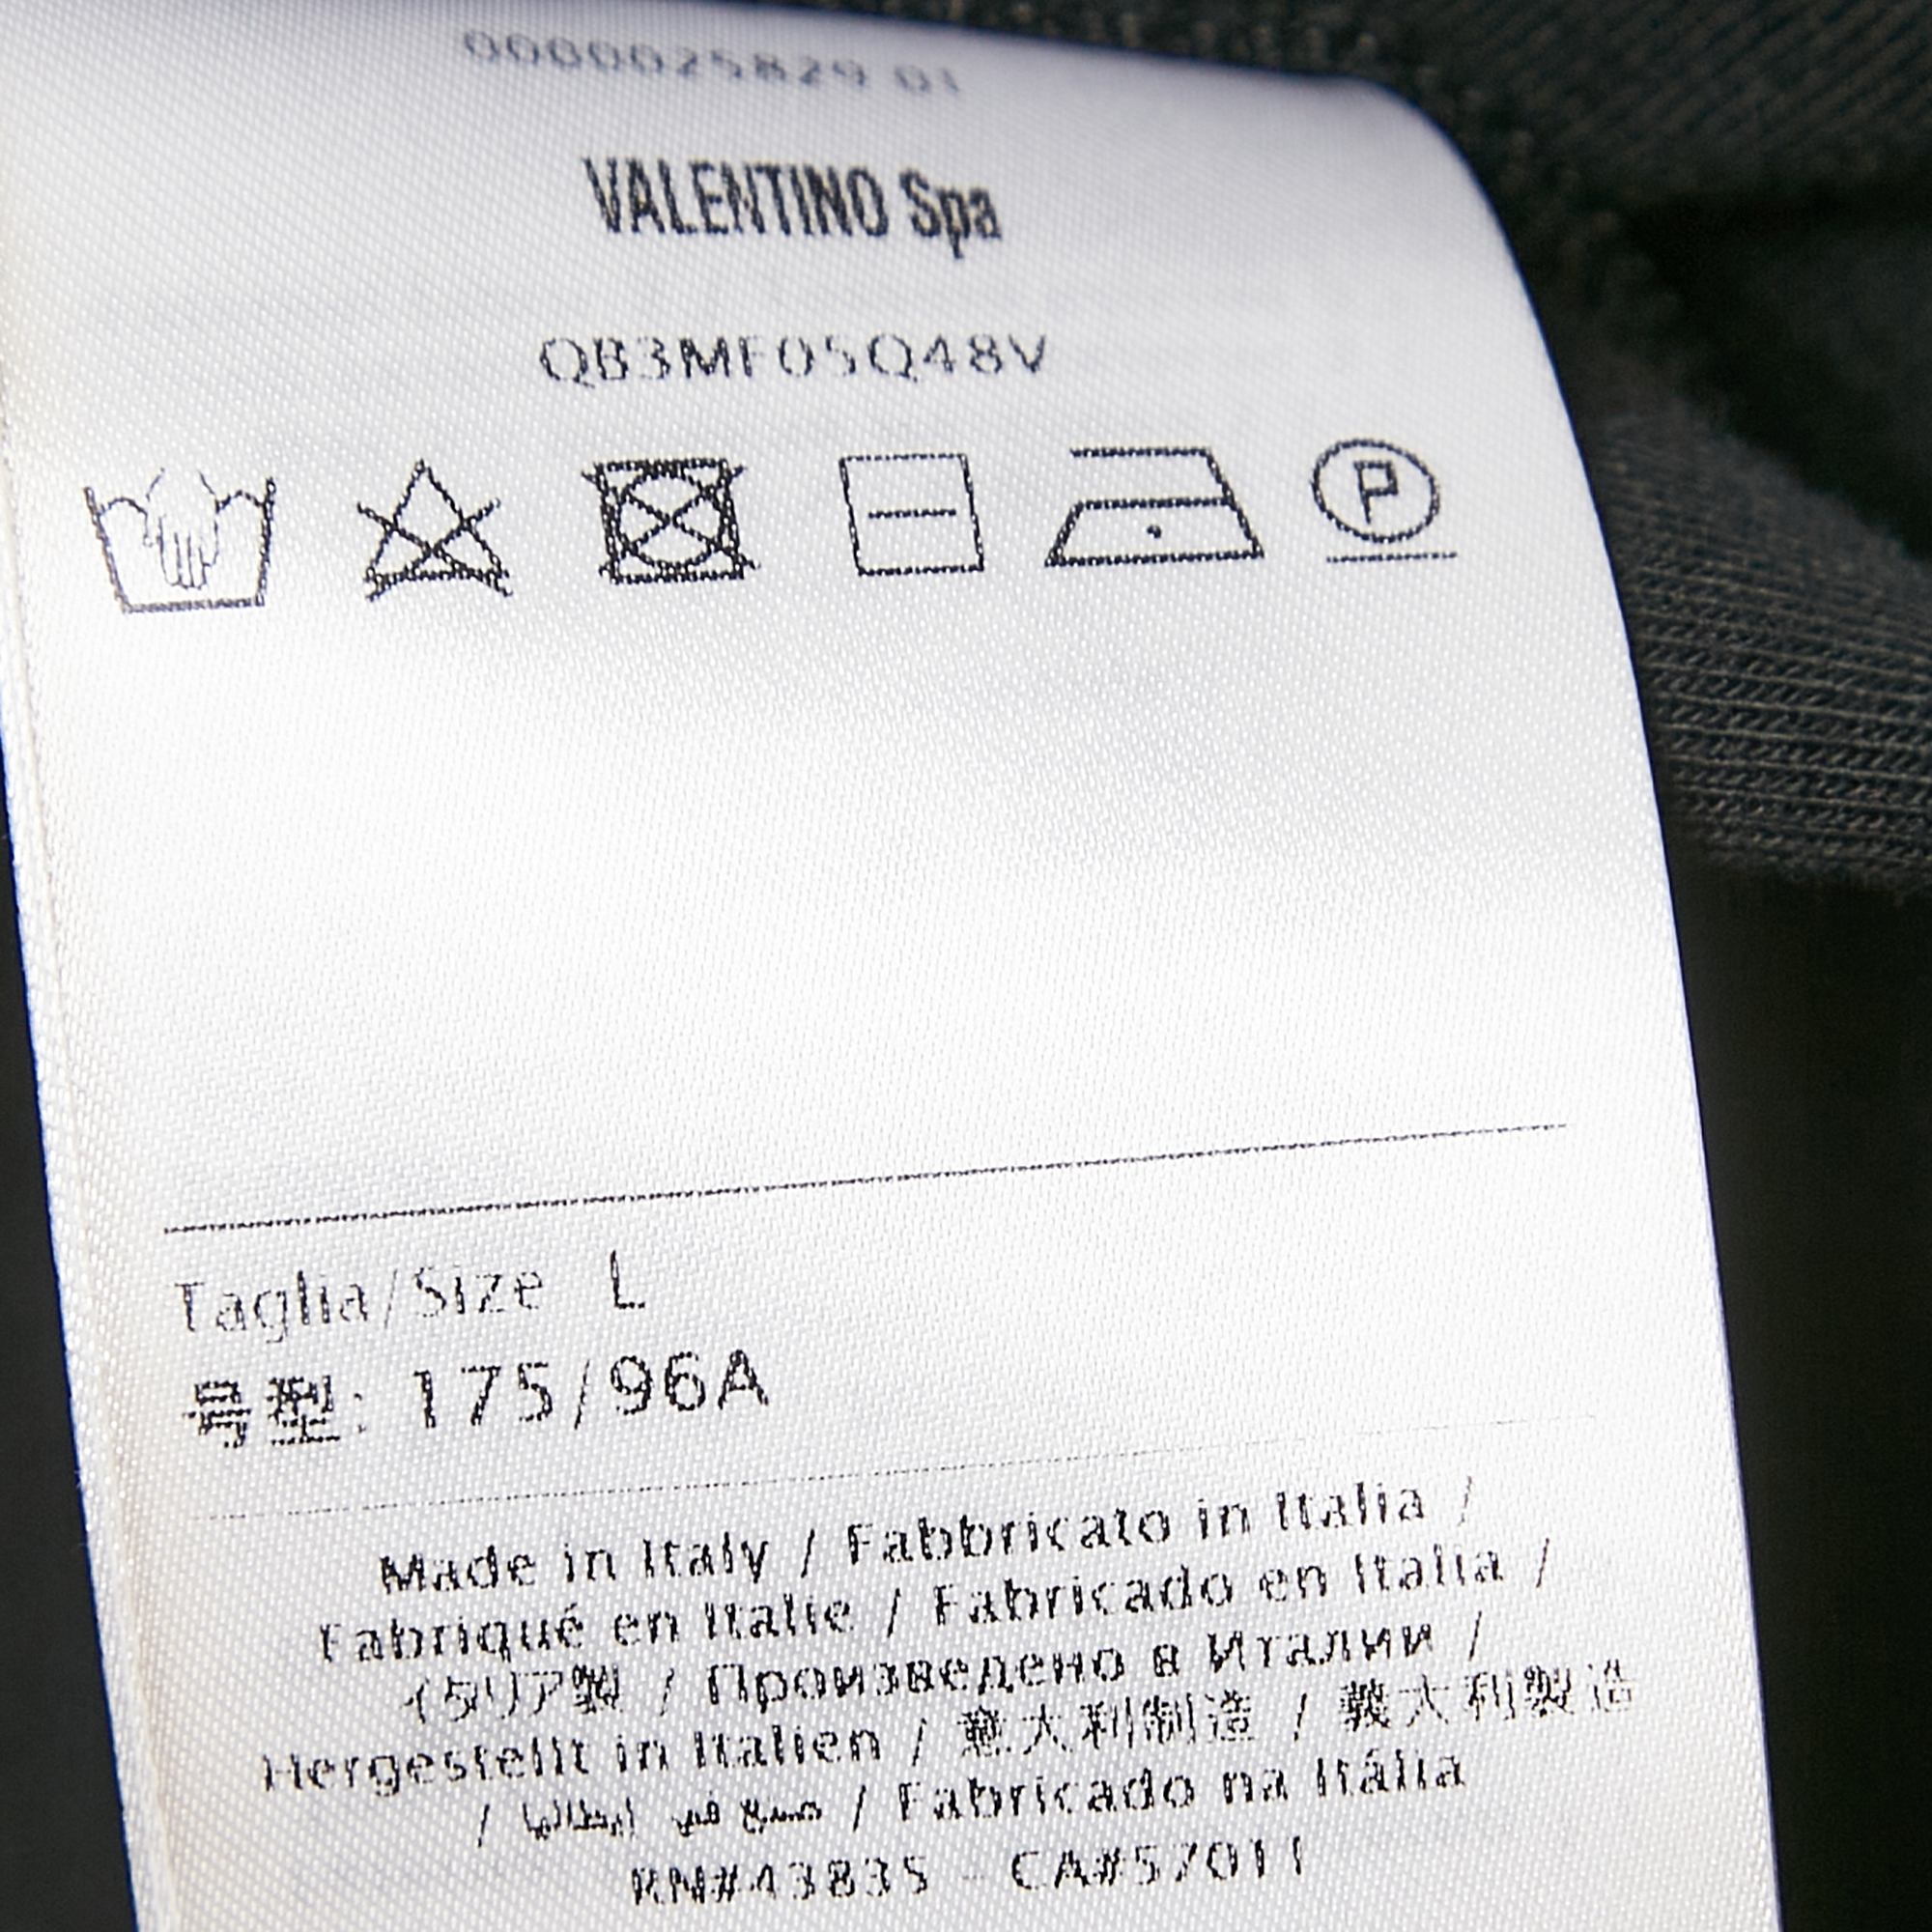 0000025829 01
VALENTINO Spa
QB3MF05Q48V
P
Taglia/Size L
号型: 175/96A
Made in Italy / Fabbricato in Italia /
Fabriqué en Italie / Fabricado en Italia /
イタリア製 / Произведено в Италии /
Hergestellt in Italien / 意大利制造 / 義大利製造
/ صنع في إيطاليا / Fabricado na Itália
RN#43835 - CA#57011